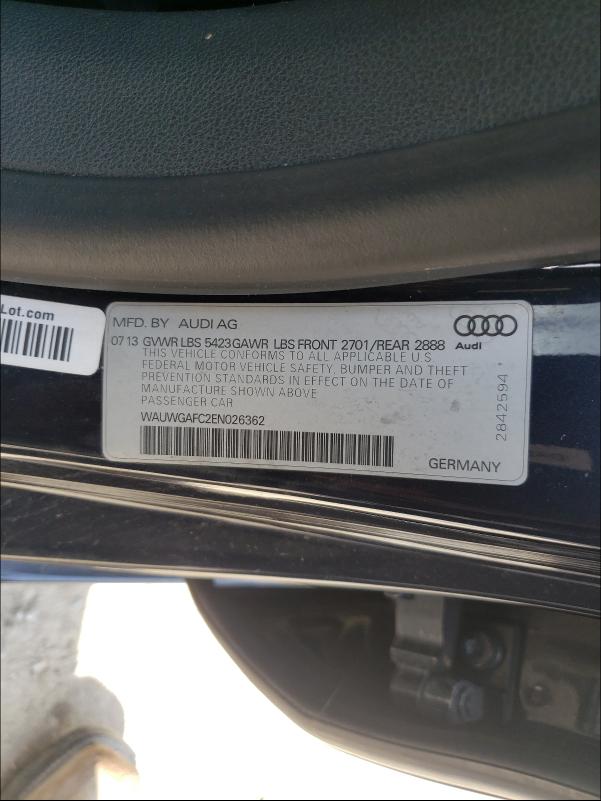 Lot.com
MFD. BY AUDI AG
Audi
07 13 GVWR LBS 5423 GAWR LBS FRONT 2701/REAR 2888
THIS VEHICLE CONFORMS TO ALL APPLICABLE U.S
FEDERAL MOTOR VEHICLE SAFETY, BUMPER AND THEFT
PREVENTION STANDARDS IN EFFECT ON THE DATE OF
MANUFACTURE SHOWN ABOVE
PASSENGER CAR
WAUWGAFC2EN026362
GERMANY
2842594